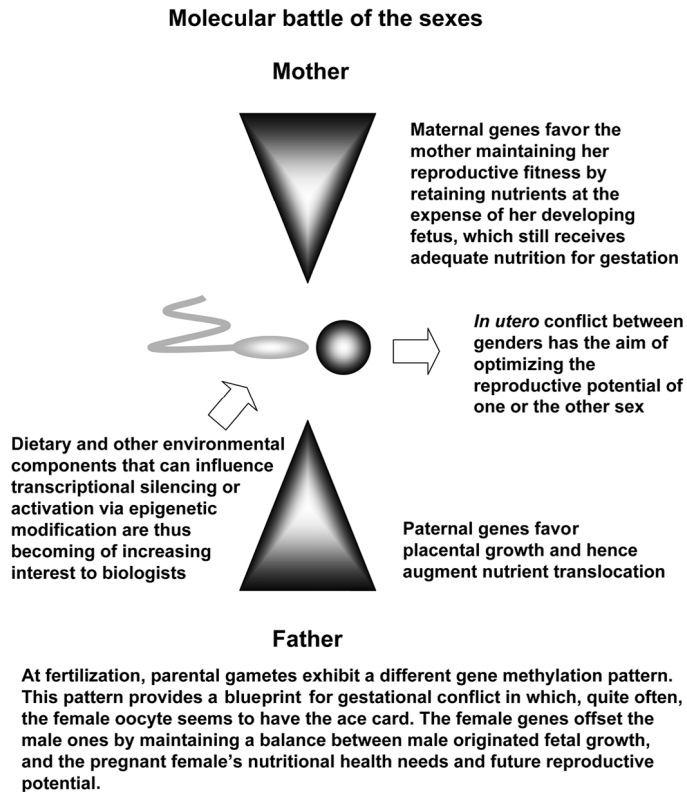 Molecular battle of the sexes
Mother
Maternal genes favor the
mother maintaining her
reproductive fitness by
retaining nutrients at the
expense of her developing
fetus, which still receives
adequate nutrition for gestation
In utero conflict between
genders has the aim of
optimizing the
reproductive potential of
one or the other sex
Dietary and other environmental
components that can influence
transcriptional silencing or
activation via epigenetic
modification are thus
becoming of increasing
interest to biologists
Paternal genes favor
placental growth and hence
augment nutrient translocation
Father
At fertilization, parental gametes exhibit a different gene methylation pattern.
This pattern provides a blueprint for gestational conflict in which, quite often,
the female oocyte seems to have the ace card. The female genes offset the
male ones by maintaining a balance between male originated fetal growth,
and the pregnant female's nutritional health needs and future reproductive
potential.